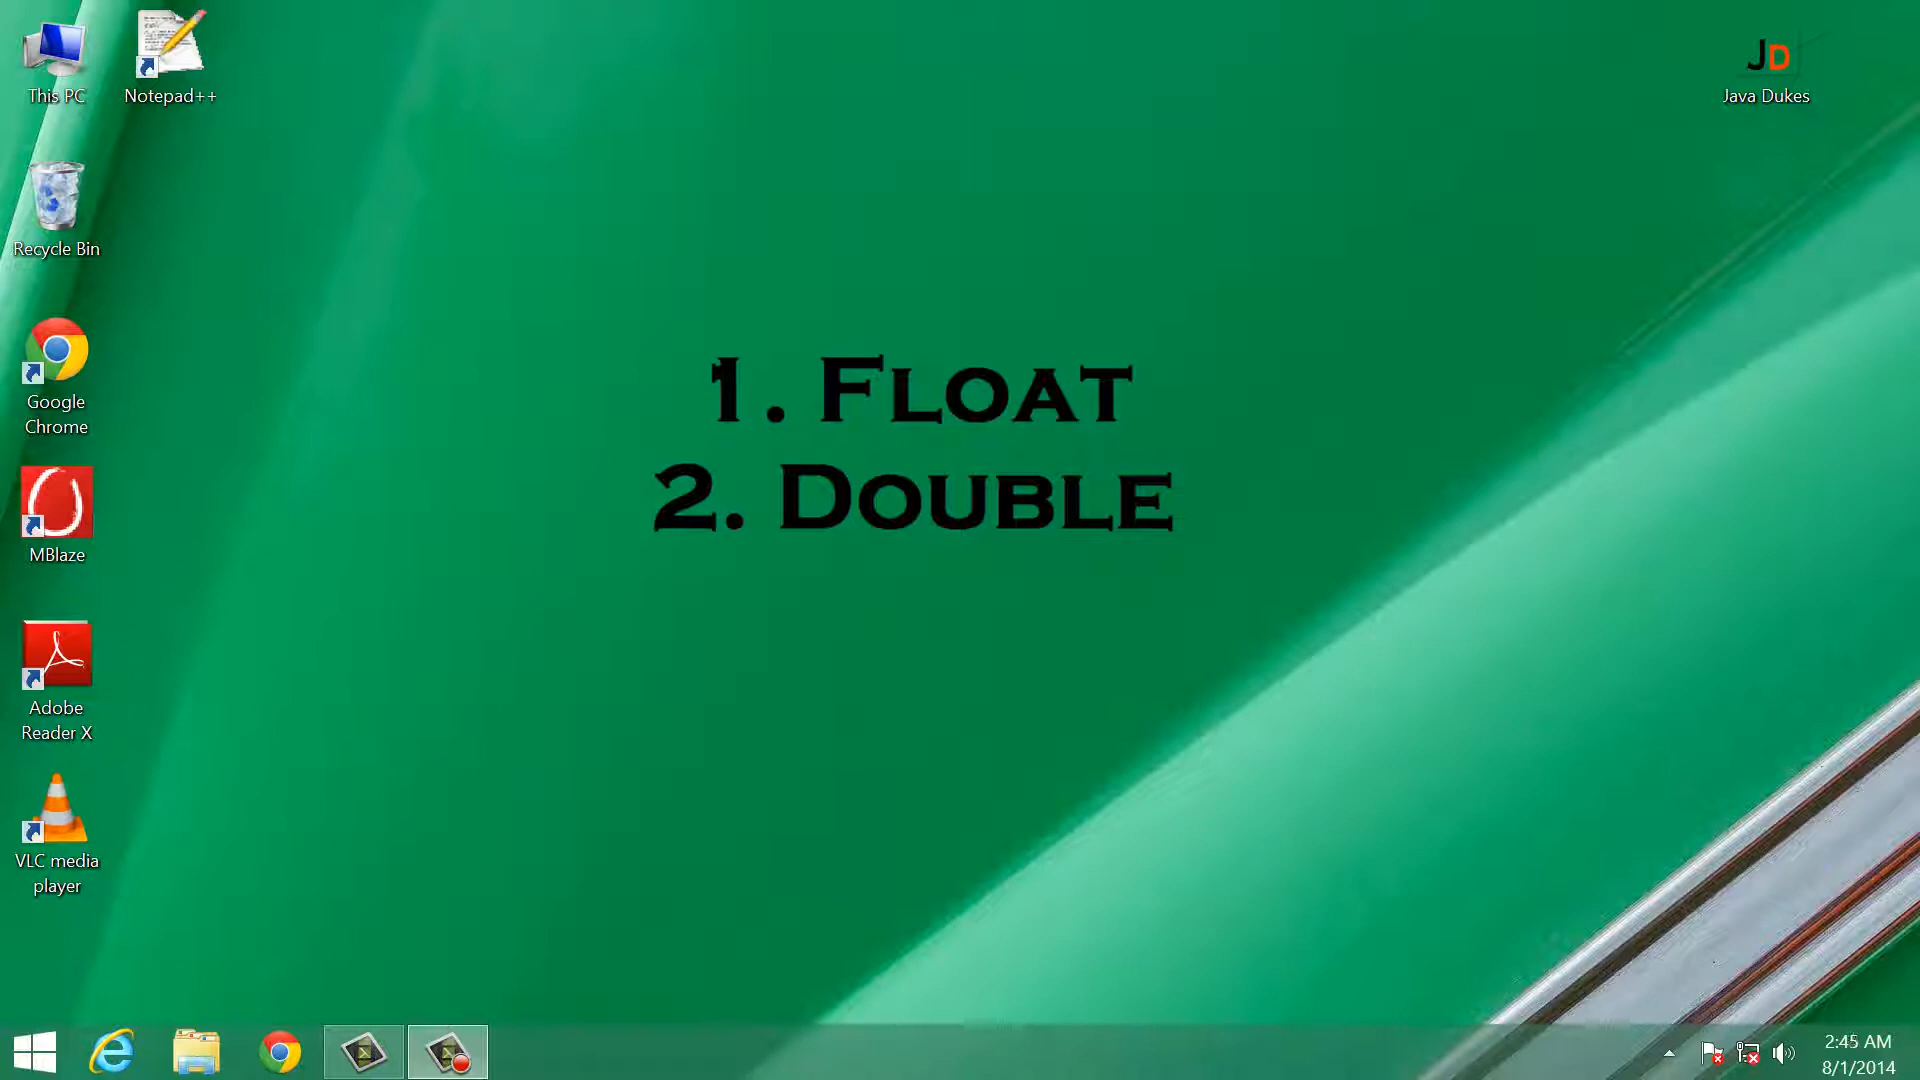 This PC
Notepad++
JD
Java Dukes
Recycle Bin
1. FLOAT
2. DOUBLE
Google
Chrome
MBlaze
Adobe
Reader X
VLC media
player
2:45 AM
8/1/2014